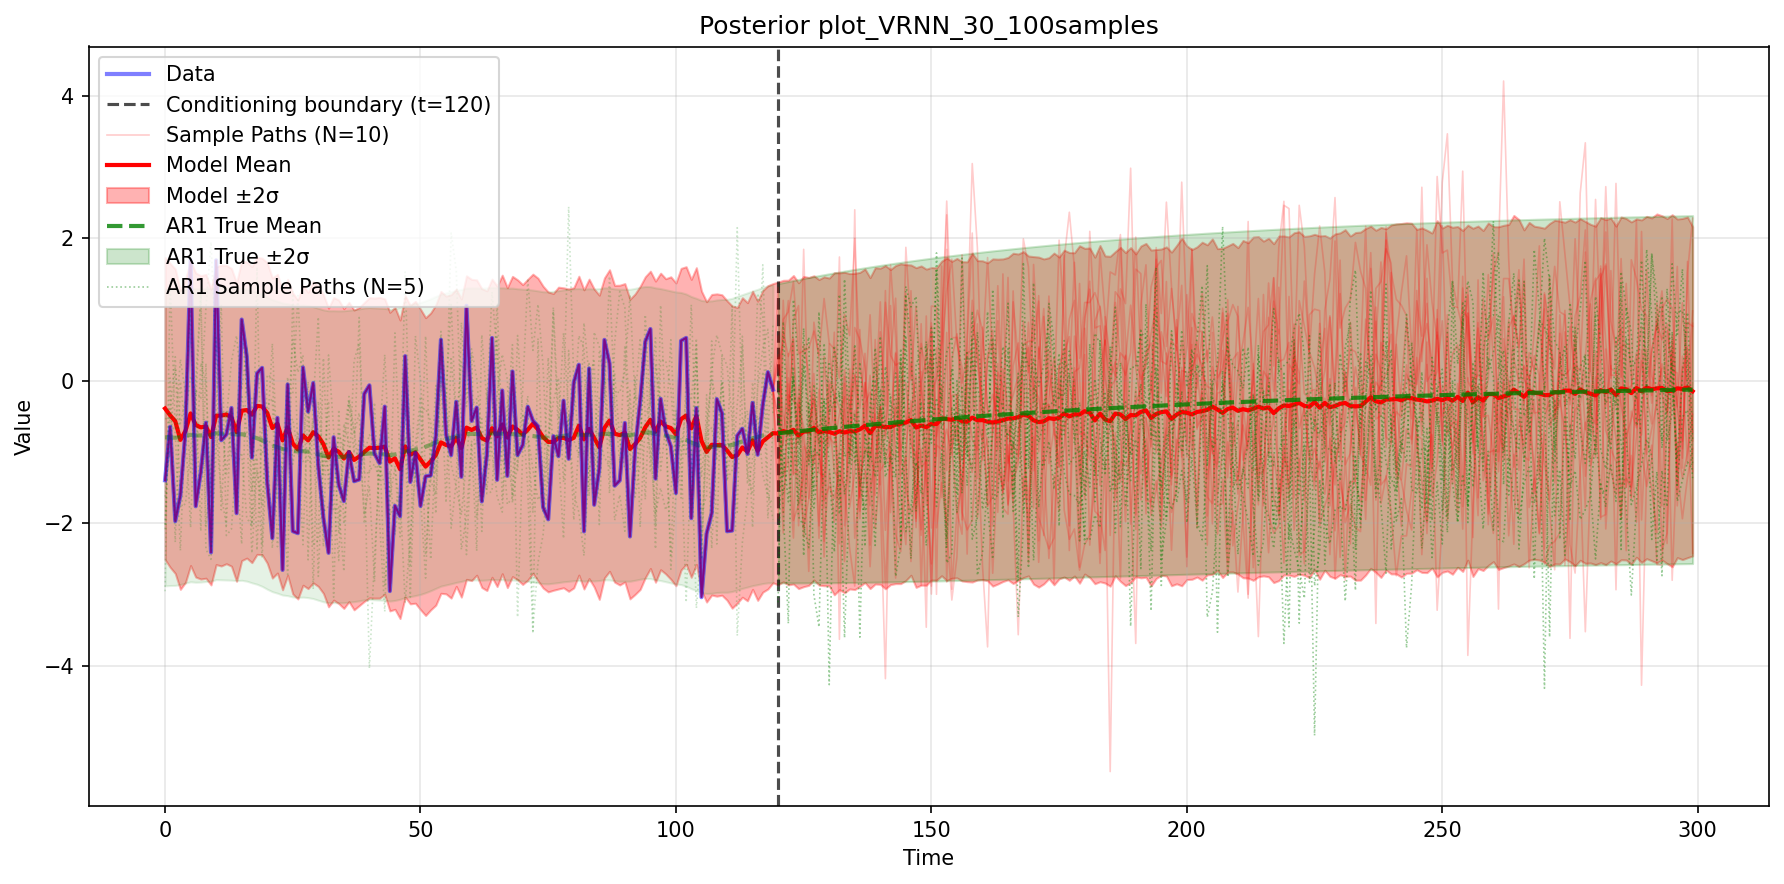 Posterior plot_VRNN_30_100samples
Data
Conditioning boundary (t=120)
Sample Paths (N=10)
Model Mean
Model ±2σ
AR1 True Mean
AR1 True ±2σ
AR1 Sample Paths (N=5)
Value
4
2
0
−2
−4
0 50 100 150 200 250 300
Time